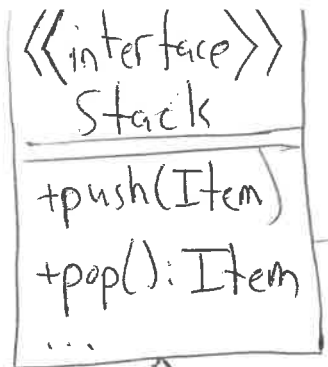 <<interface>>
Stack
+push(Item)
+pop(): Item
...